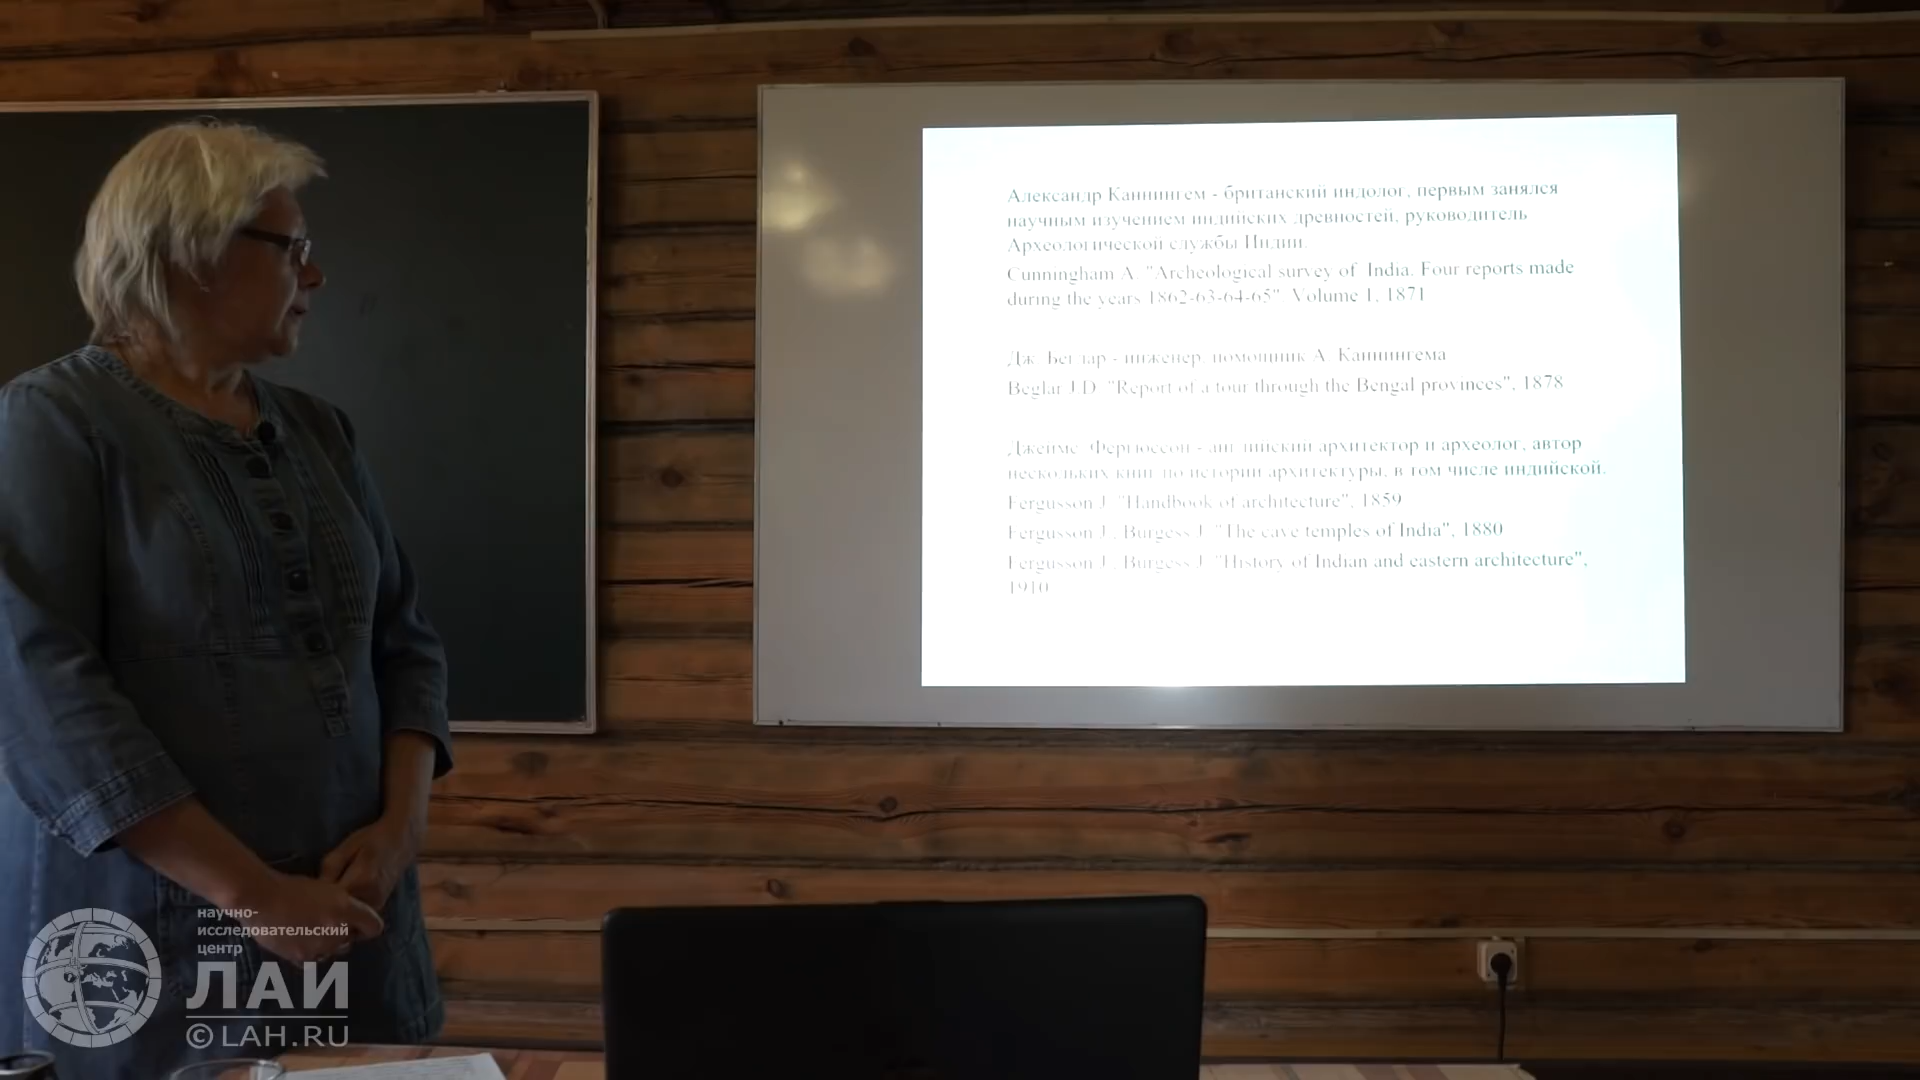 Александр Каннингем - британский индолог, первым занялся
научным изучением индийских древностей, руководитель
Археологической службы Индии.
Cunningham A. "Archeological survey of India. Four reports made
during the years 1862-63-64-65". Volume 1, 1871
Дж. Беглар - инженер, помощник А. Каннингема
Beglar J.D. "Report of a tour through the Bengal provinces", 1878
Джеймс Фергюссон - английский архитектор и археолог, автор
нескольких книг по истории архитектуры, в том числе индийской.
Fergusson J. "Handbook of architecture", 1859
Fergusson J., Burgess J. "The cave temples of India", 1880
Fergusson J., Burgess J. "History of Indian and eastern architecture",
1910
научно-
исследовательский
центр
ЛАИ
©LAH.RU